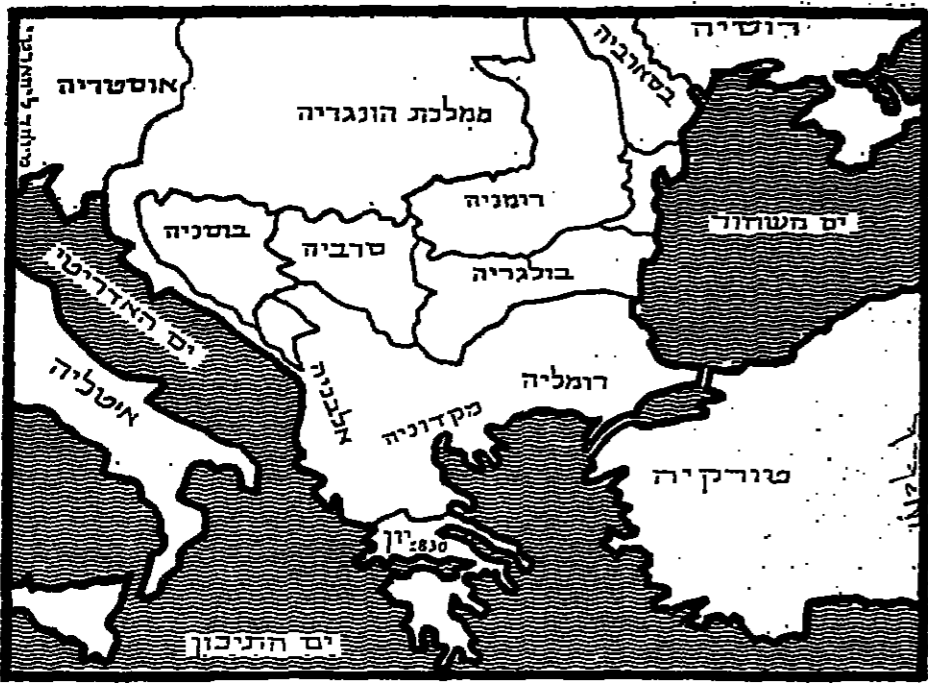 רוסיה
בסארביה
אוסטריה
ממלכת הונגריה
רומניה
ים משחור
בוסניה
סרביה
בולגריה
ים האדריטי
איטליה
אלבניה
רומליה
מקדוניה
טורקיה
יון 1830
ים התיכון